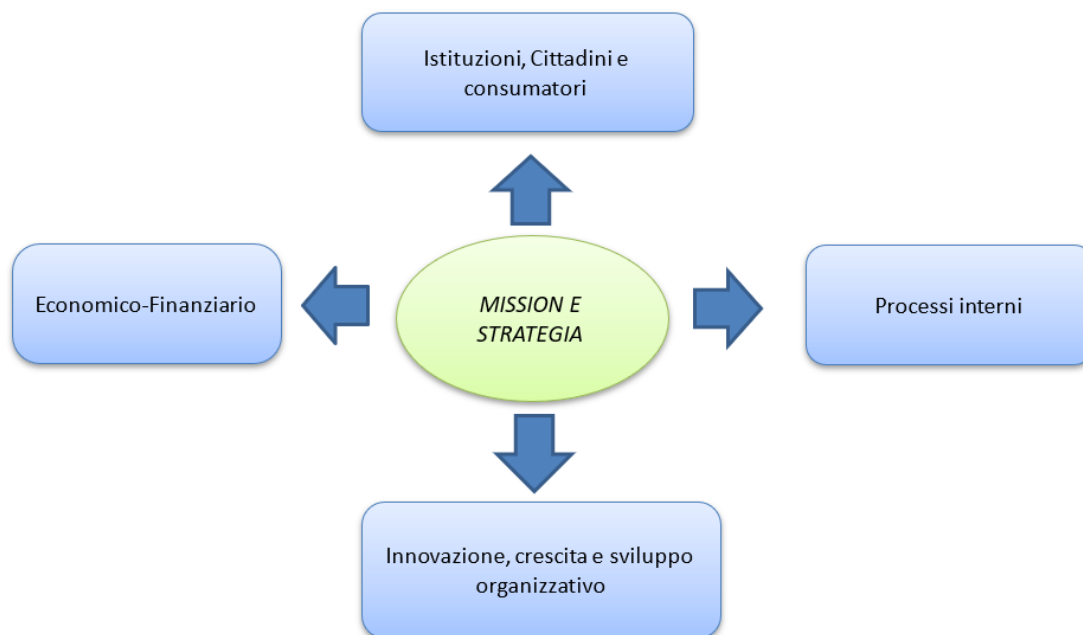 Istituzioni, Cittadini e
consumatori
Economico-Finanziario
MISSION E
STRATEGIA
Processi interni
Innovazione, crescita e sviluppo
organizzativo